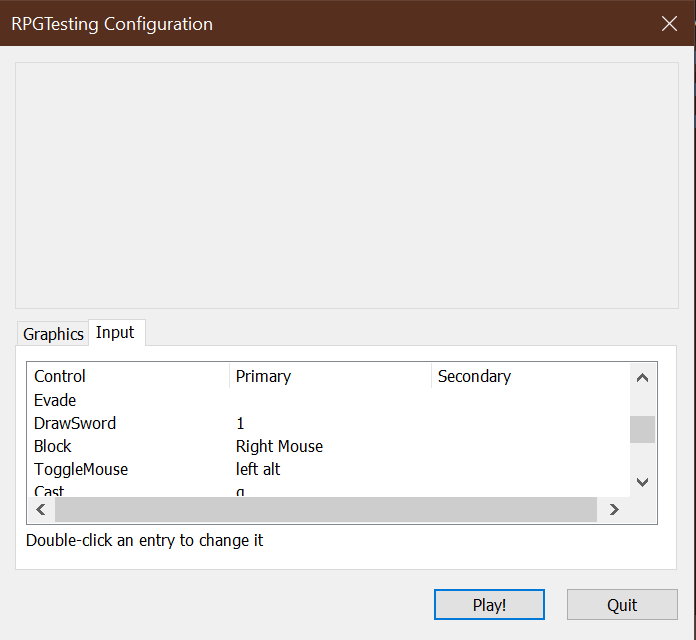 RPGTesting Configuration
Graphics Input
Control Primary Secondary
Evade
DrawSword 1
Block Right Mouse
ToggleMouse left alt
Cast
Double-click an entry to change it
Play! Quit